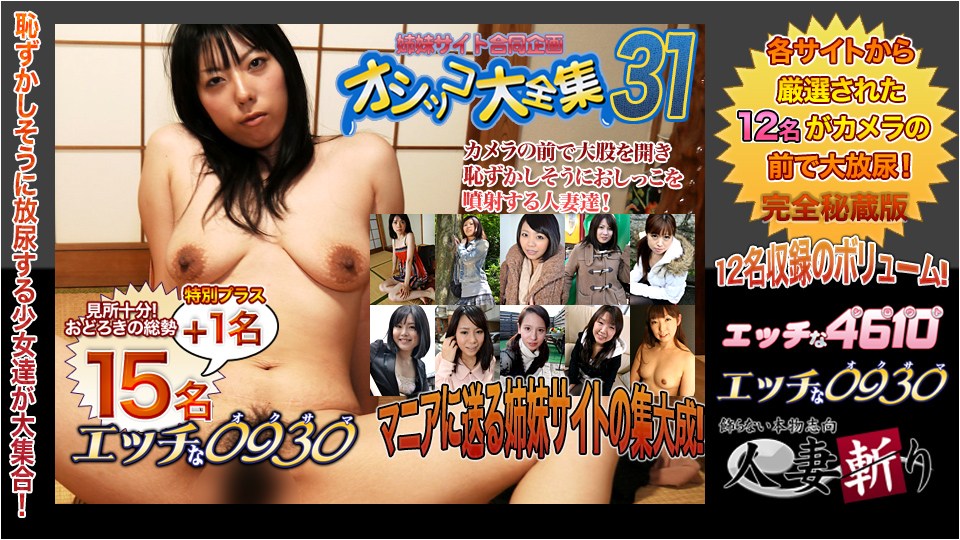 恥ずかしそうに放尿する少女達が大集合！
姉妹サイト合同企画
オシッコ大全集 31
カメラの前で大股を開き
恥ずかしそうにおしっこを
噴射する人妻達！
見所十分！
おどろきの総勢
15名
特別プラス
+1名
オクサマ
エッチな0930
マニアに送る姉妹サイトの集大成！
各サイトから
厳選された
12名がカメラの
前で大放尿！
完全秘蔵版
12名収録のボリューム！
シロウト
エッチな4610
オクサマ
エッチな0930
飾らない本物志向
人妻斬り